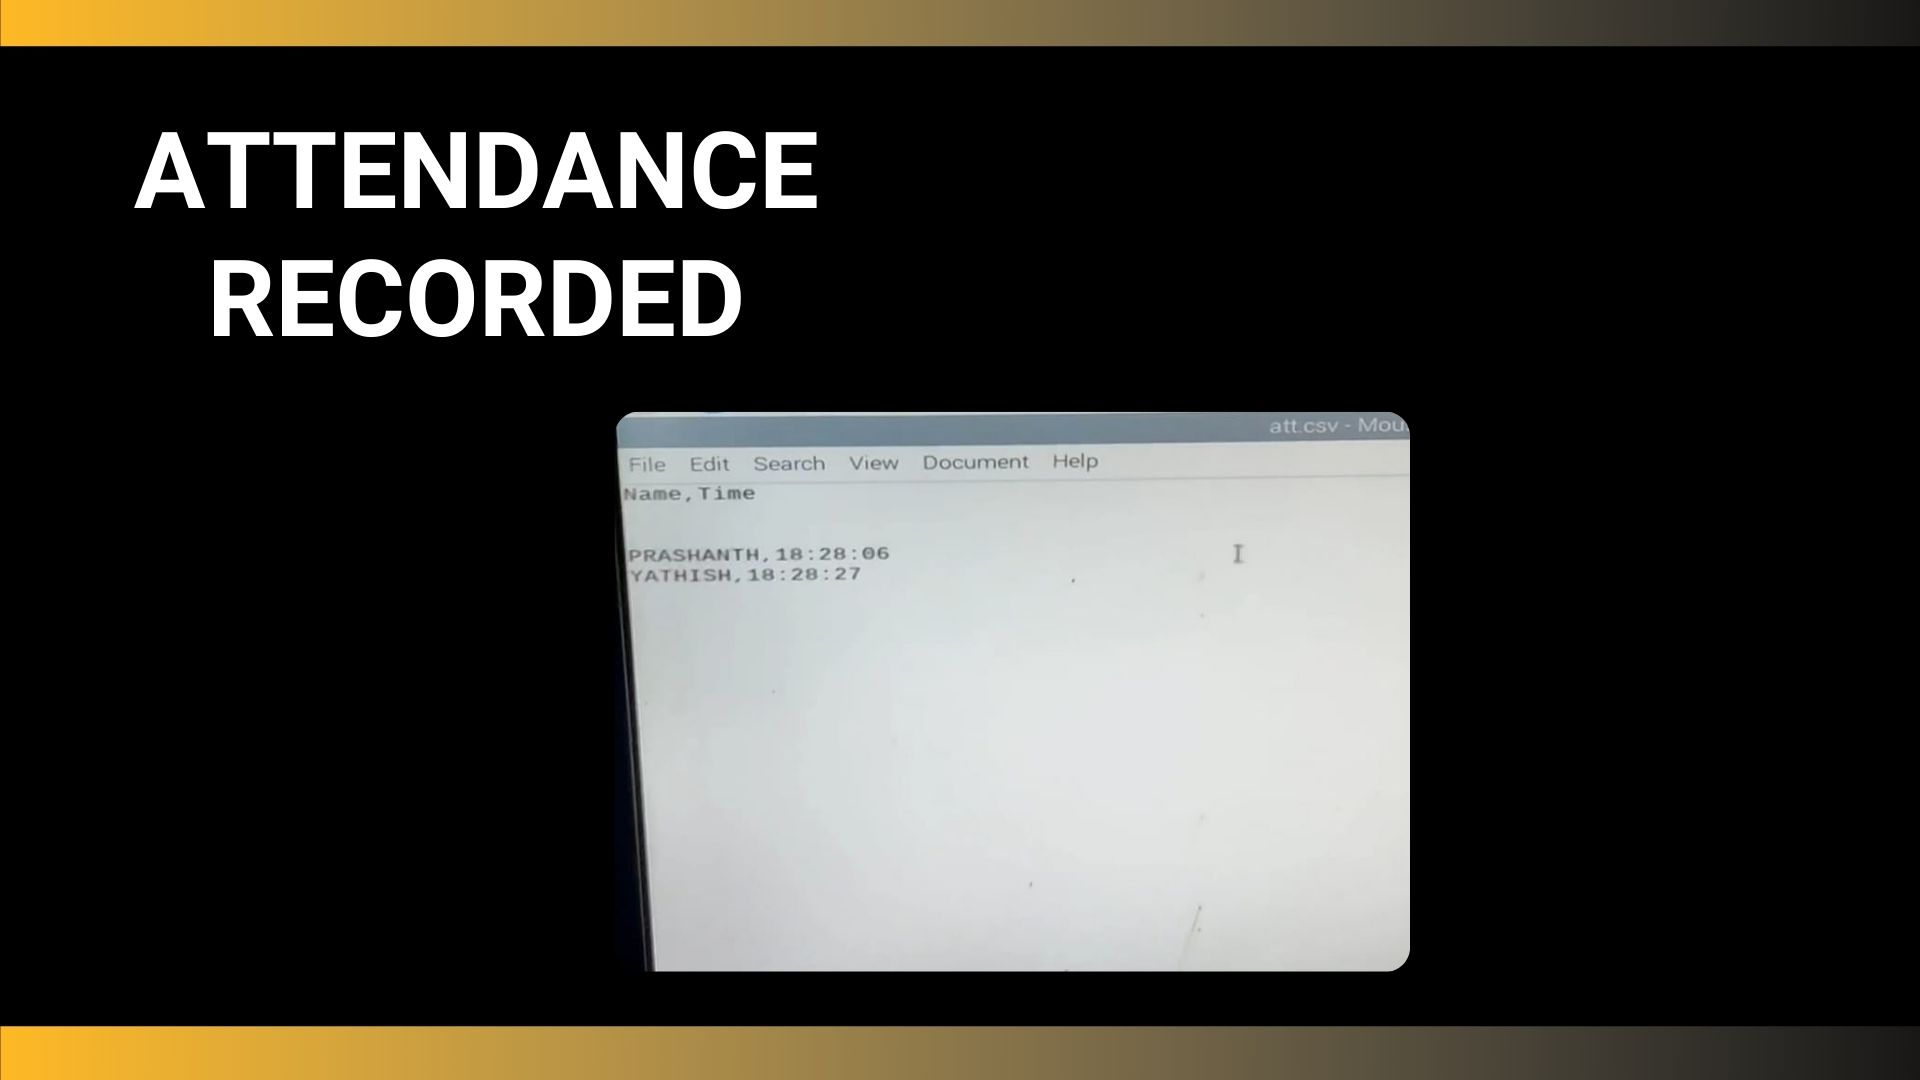 ATTENDANCE
RECORDED
att.csv - Mou
File Edit Search View Document Help
Name,Time
PRASHANTH,18:28:06
YATHISH,18:28:27